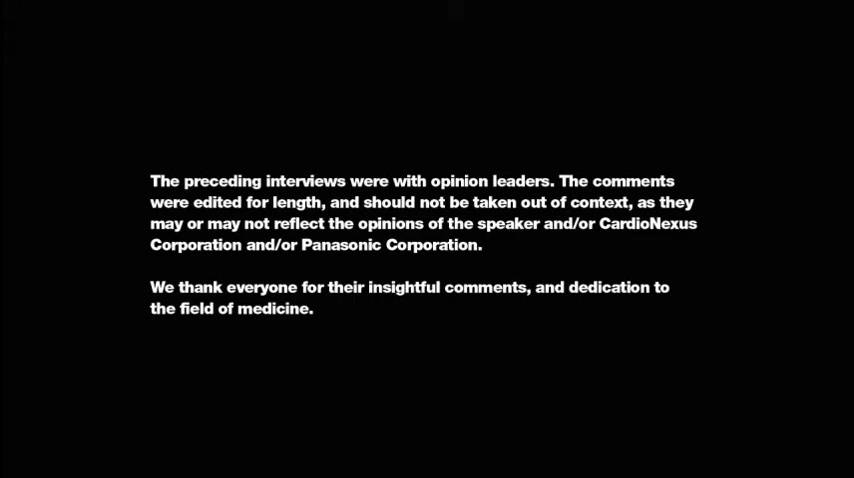 The preceding interviews were with opinion leaders. The comments
were edited for length, and should not be taken out of context, as they
may or may not reflect the opinions of the speaker and/or CardioNexus
Corporation and/or Panasonic Corporation.
We thank everyone for their insightful comments, and dedication to
the field of medicine.